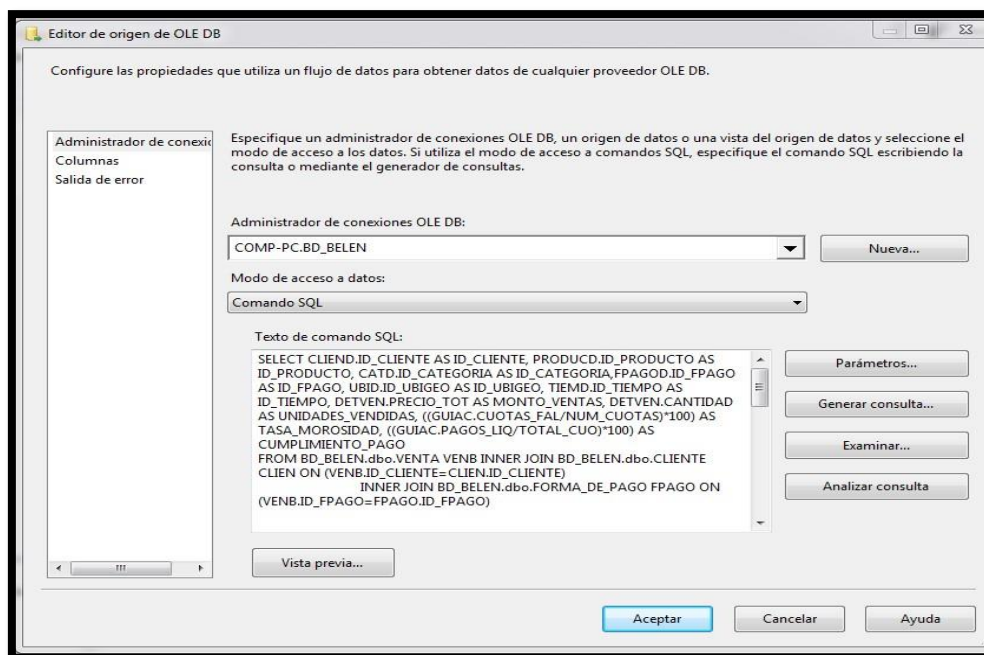 Editor de origen de OLE DB
Configure las propiedades que utiliza un flujo de datos para obtener datos de cualquier proveedor OLE DB.
Administrador de conexic
Columnas
Salida de error
Especifique un administrador de conexiones OLE DB, un origen de datos o una vista del origen de datos y seleccione el
modo de acceso a los datos. Si utiliza el modo de acceso a comandos SQL, especifique el comando SQL escribiendo la
consulta o mediante el generador de consultas.
Administrador de conexiones OLE DB:
COMP-PC.BD_BELEN
Nueva...
Modo de acceso a datos:
Comando SQL
Texto de comando SQL:
SELECT CLIEND.ID_CLIENTE AS ID_CLIENTE, PRODUCD.ID_PRODUCTO AS
ID_PRODUCTO, CATD.ID_CATEGORIA AS ID_CATEGORIA,FPAGOD.ID_FPAGO
AS ID_FPAGO, UBID.ID_UBIGEO AS ID_UBIGEO, TIEMD.ID_TIEMPO AS
ID_TIEMPO, DETVEN.PRECIO_TOT AS MONTO_VENTAS, DETVEN.CANTIDAD
AS UNIDADES_VENDIDAS, ((GUIAC.CUOTAS_FAL/NUM_CUOTAS)*100) AS
TASA_MOROSIDAD, ((GUIAC.PAGOS_LIQ/TOTAL_CUO)*100) AS
CUMPLIMIENTO_PAGO
FROM BD_BELEN.dbo.VENTA VENB INNER JOIN BD_BELEN.dbo.CLIENTE
CLIEN ON (VENB.ID_CLIENTE=CLIEN.ID_CLIENTE)
INNER JOIN BD_BELEN.dbo.FORMA_DE_PAGO FPAGO ON
(VENB.ID_FPAGO=FPAGO.ID_FPAGO)
Parámetros...
Generar consulta...
Examinar...
Analizar consulta
Vista previa...
Aceptar
Cancelar
Ayuda